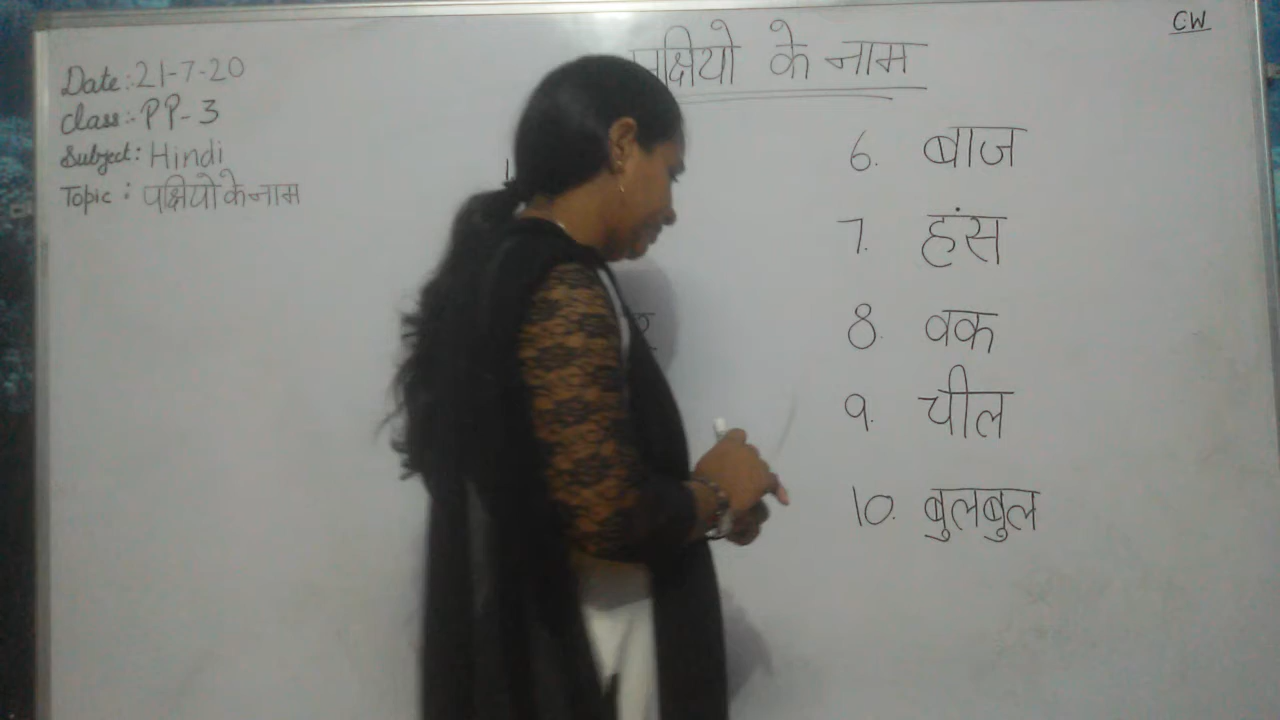 CW
पक्षियो के नाम
Date:-21-7-20
Class:-PP-3
Subject: Hindi
Topic: पक्षियो के नाम
6. बाज
7. हंस
8. वक
9. चील
10. बुलबुल